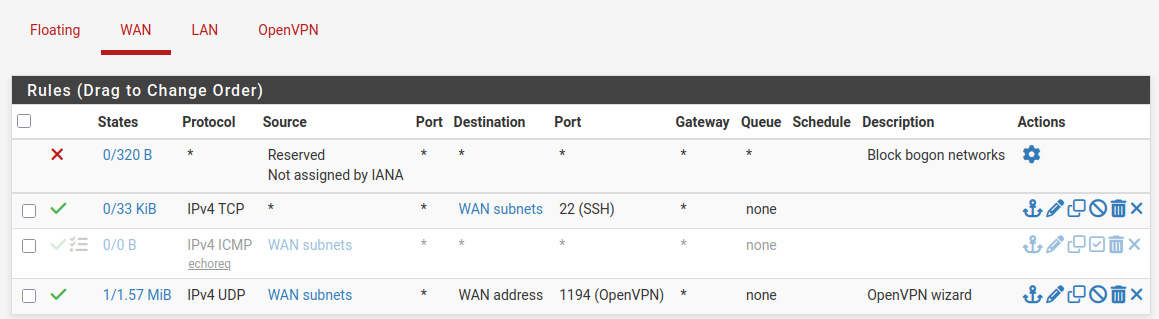 Floating WAN LAN OpenVPN
Rules (Drag to Change Order)
States Protocol Source Port Destination Port Gateway Queue Schedule Description Actions
0/320 B * Reserved * * * * * Block bogon networks
Not assigned by IANA
0/33 KiB IPv4 TCP * * WAN subnets 22 (SSH) * none
0/0 B IPv4 ICMP WAN subnets * * * * none
echoreq
1/1.57 MiB IPv4 UDP WAN subnets * WAN address 1194 (OpenVPN) * none OpenVPN wizard